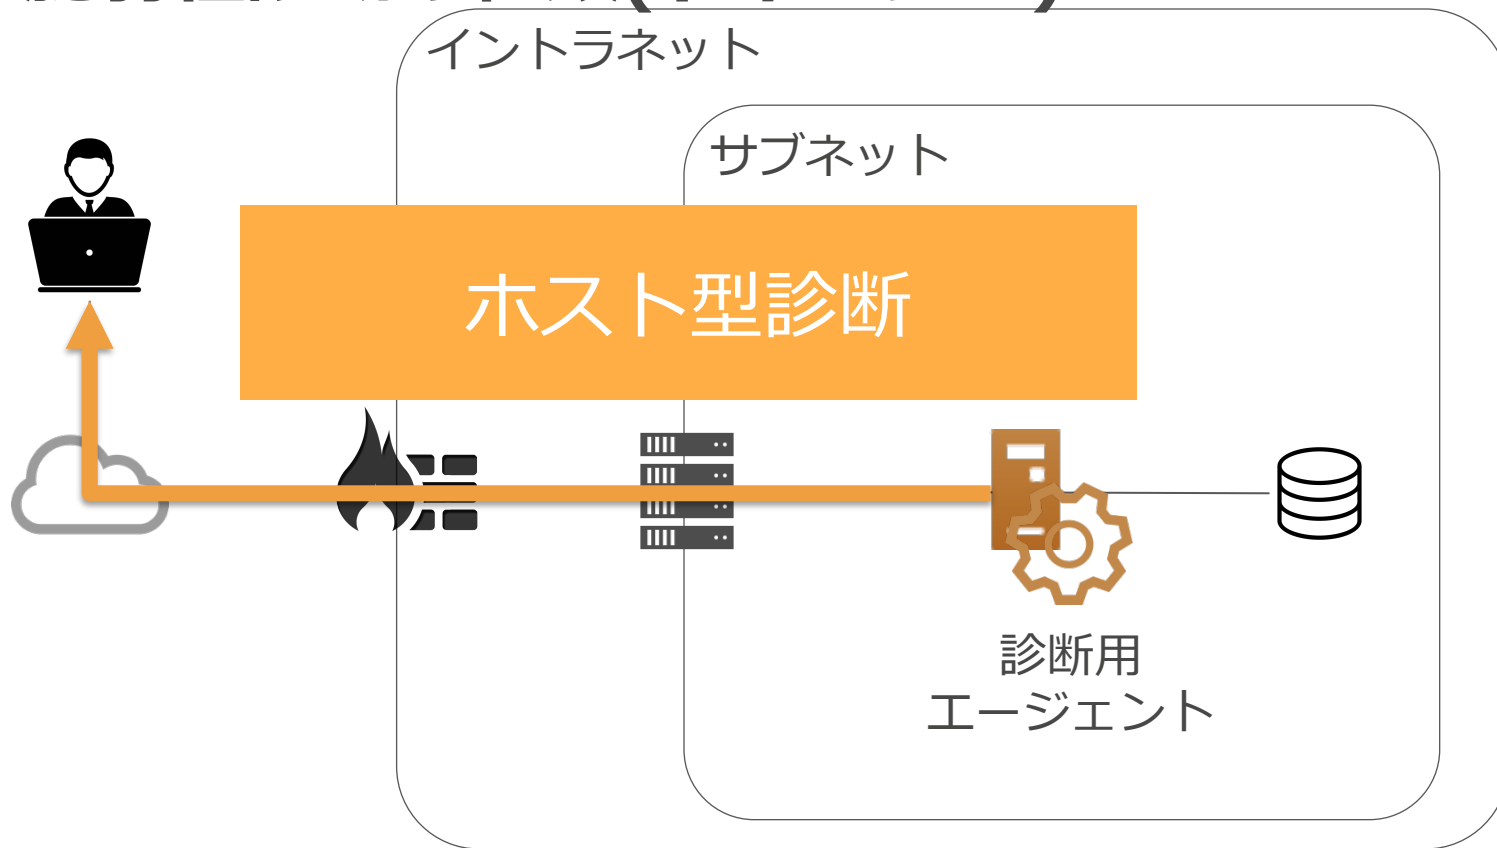 イントラネット
サブネット
ホスト型診断
診断用
エージェント